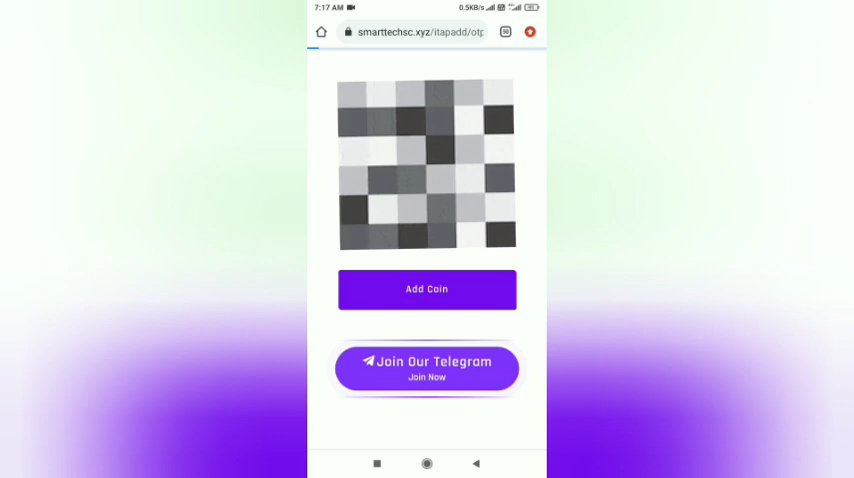 7:17 AM
0.5KB/s
smarttechsc.xyz/itapadd/otp
Add Coin
Join Our Telegram
Join Now